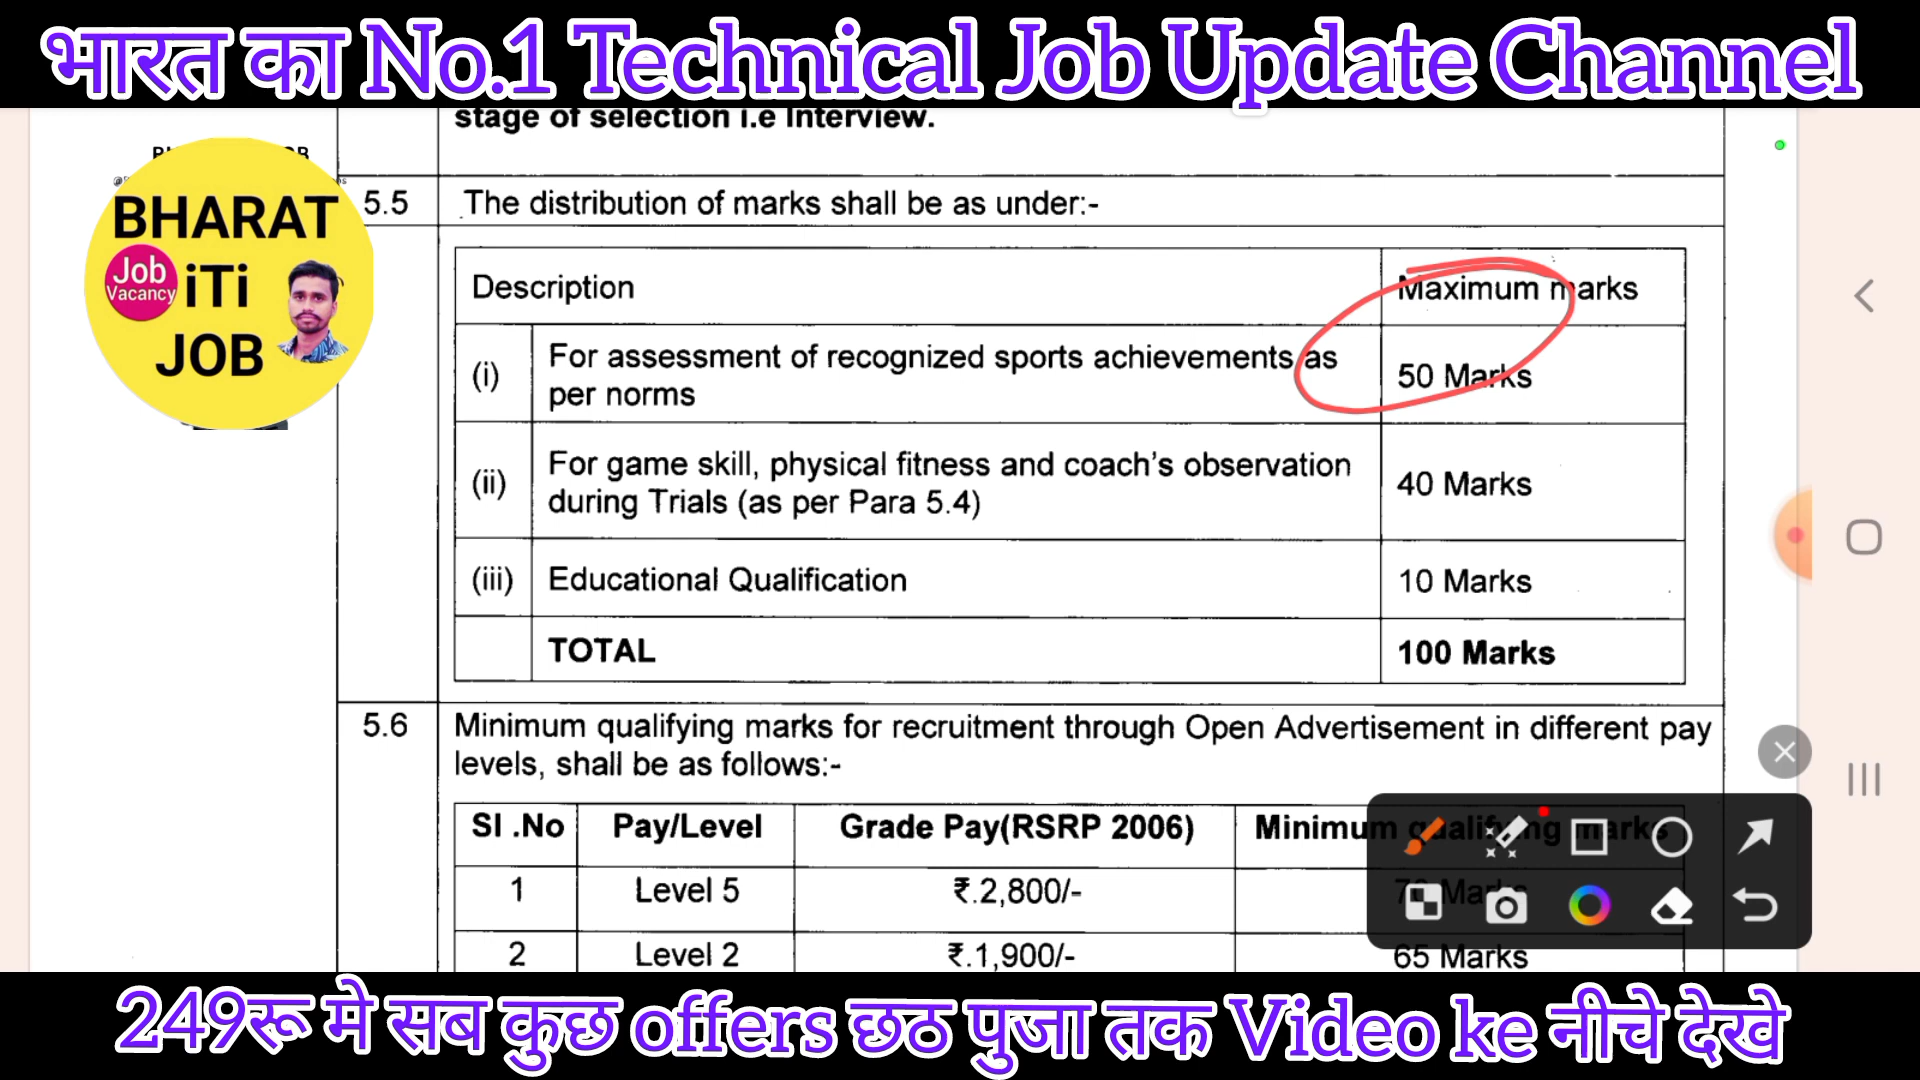 भारत का No.1 Technical Job Update Channel
stage of selection i.e Interview.
BHARAT
Job
Vacancy
iTi
JOB
5.5 The distribution of marks shall be as under:-
Description Maximum marks
(i) For assessment of recognized sports achievements as
per norms 50 Marks
(ii) For game skill, physical fitness and coach's observation
during Trials (as per Para 5.4) 40 Marks
(iii) Educational Qualification 10 Marks
TOTAL 100 Marks
5.6 Minimum qualifying marks for recruitment through Open Advertisement in different pay
levels, shall be as follows:-
Sl .No Pay/Level Grade Pay(RSRP 2006) Minimum qualifying marks
1 Level 5 ₹.2,800/-
2 Level 2 ₹.1,900/- 65 Marks
249रू मे सब कुछ offers छठ पुजा तक Video ke नीचे देखे